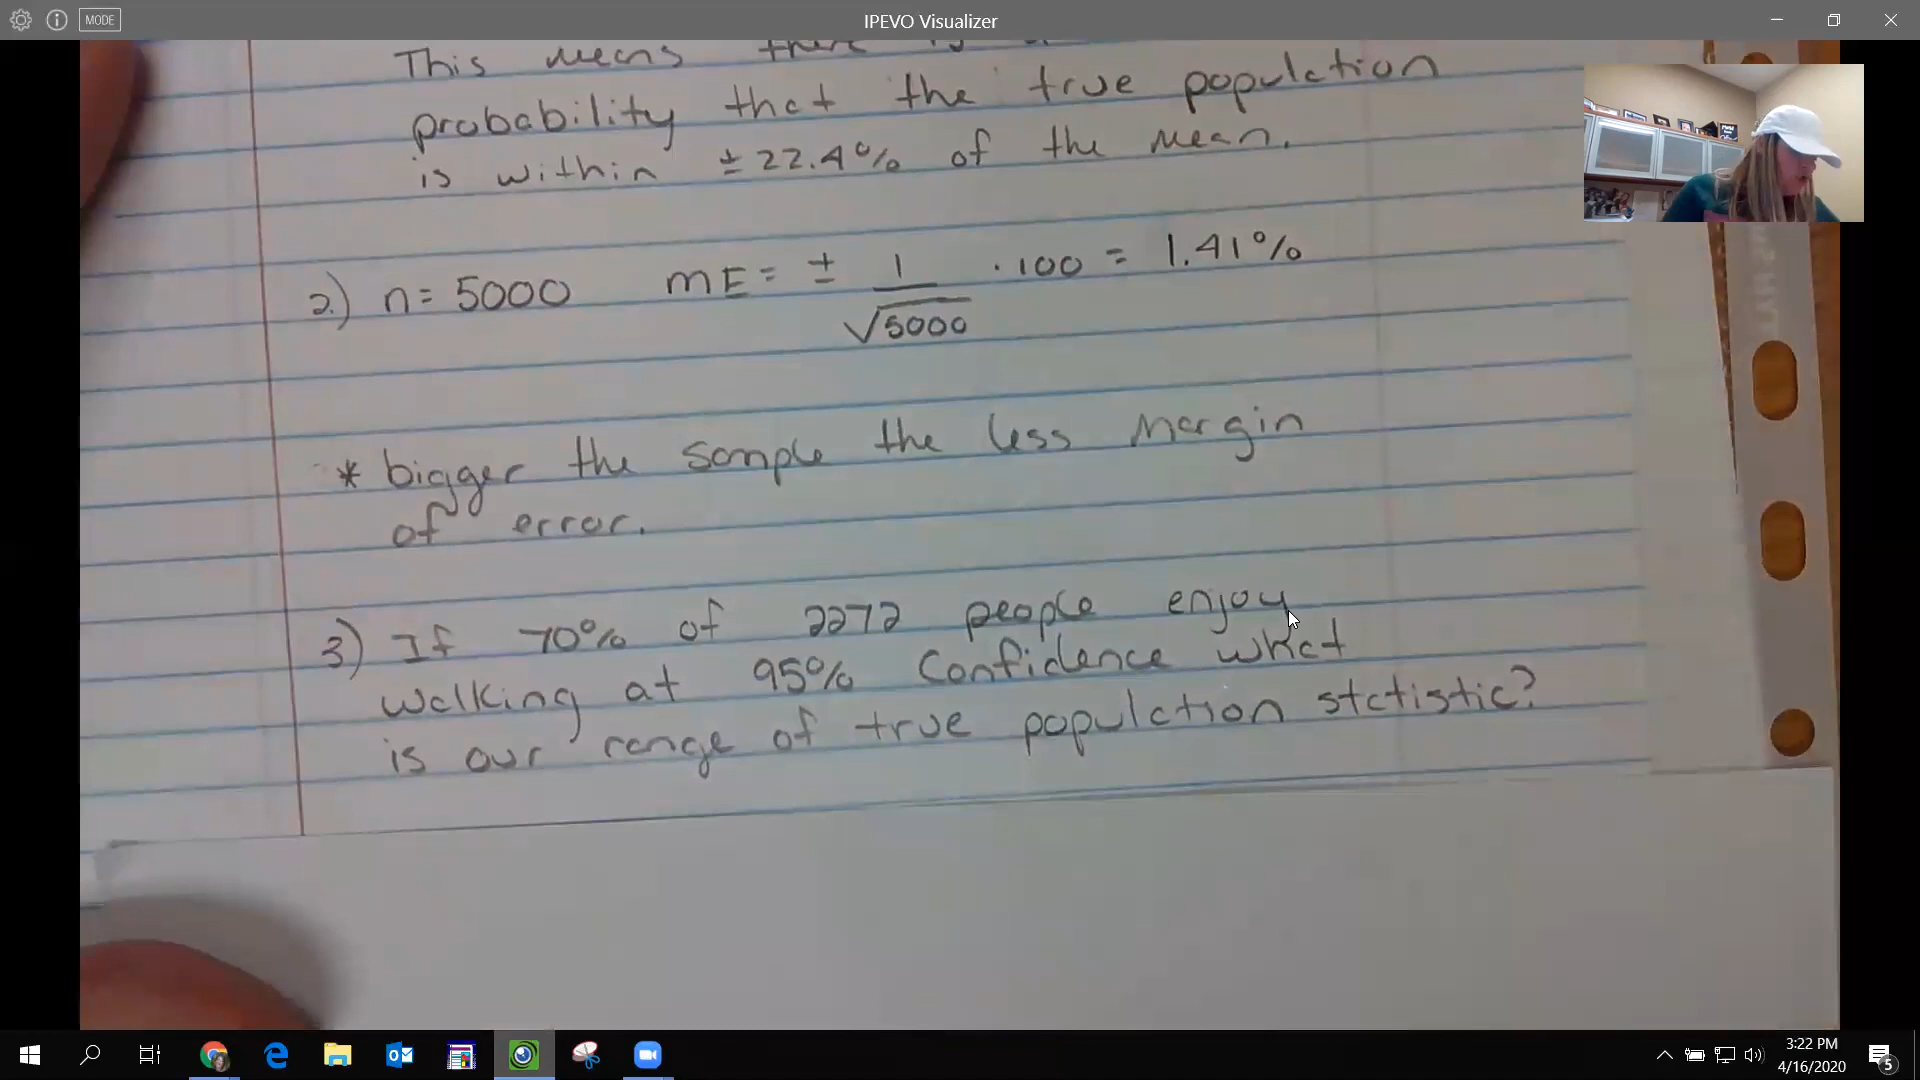 MODE
IPEVO Visualizer
This means there is
probability that the true population
is within ±22.4% of the mean.
2.) n = 5000 ME = ± 1/√5000 · 100 = 1.41%
* bigger the sample the less margin
of error.
3) If 70% of 2272 people enjoy
walking at 95% Confidence what
is our range of true population statistic?
3:22 PM
4/16/2020
5